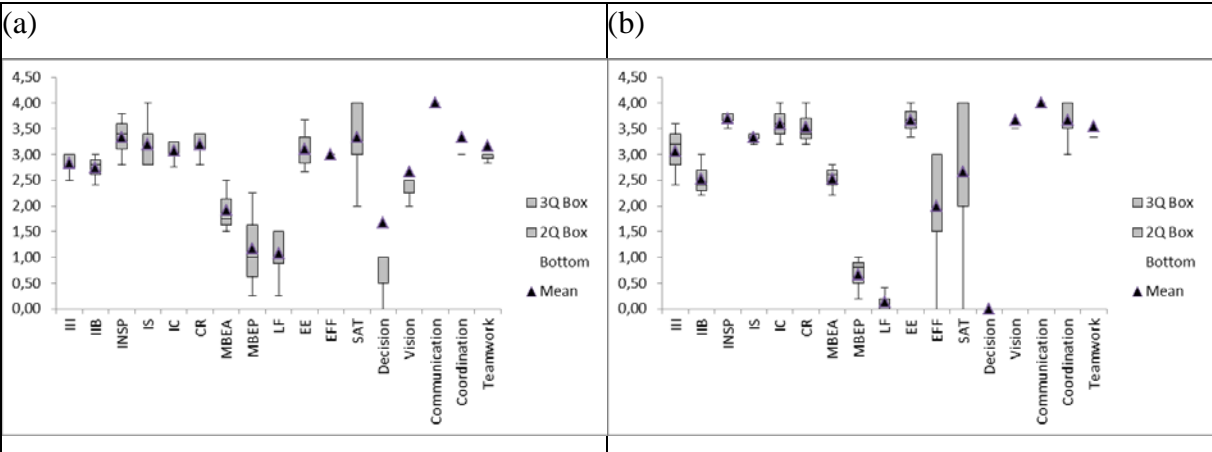 (a)
4,50
4,00
3,50
3,00
2,50
2,00
1,50
1,00
0,50
0,00
III
IIB
INSP
IS
IC
CR
MBEA
MBEP
LF
EE
EFF
SAT
Decision
Vision
Communication
Coordination
Teamwork
3Q Box
2Q Box
Bottom
Mean
(b)
4,50
4,00
3,50
3,00
2,50
2,00
1,50
1,00
0,50
0,00
III
IIB
INSP
IS
IC
CR
MBEA
MBEP
LF
EE
EFF
SAT
Decision
Vision
Communication
Coordination
Teamwork
3Q Box
2Q Box
Bottom
Mean